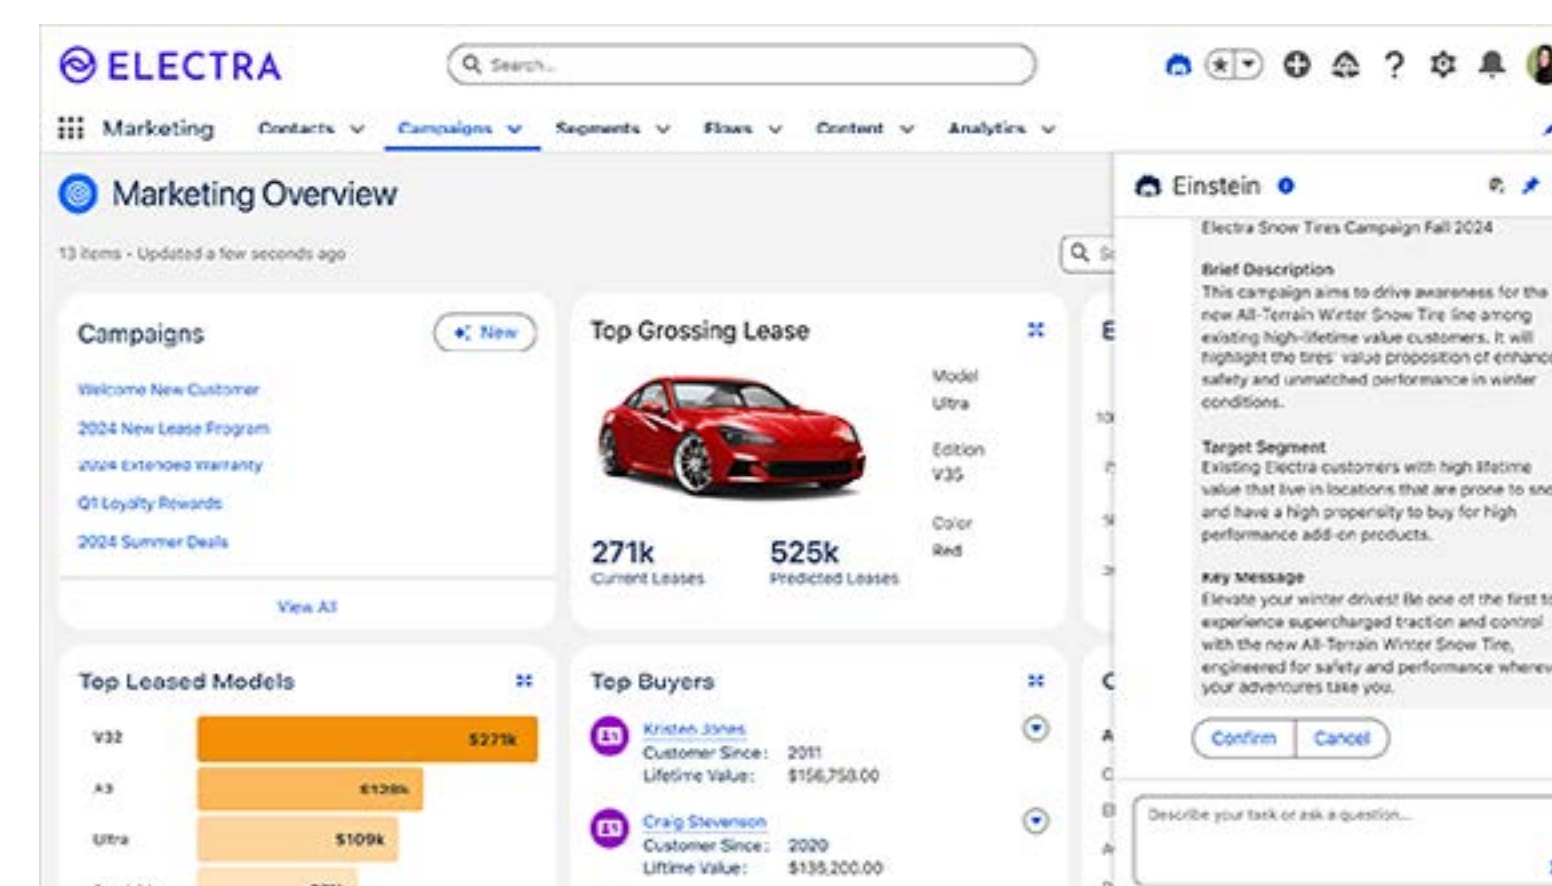 ELECTRA
Search...
Marketing
Contacts
Campaigns
Segments
Flows
Content
Analytics
Marketing Overview
13 items • Updated a few seconds ago
Campaigns
New
Welcome New Customer
2024 New Lease Program
2024 Extended Warranty
Q1 Loyalty Rewards
2024 Summer Deals
View All
Top Grossing Lease
Model
Ultra
Edition
V35
Color
Red
271k
Current Leases
525k
Predicted Leases
Top Leased Models
V32
$271k
A3
Ultra
$109k
Top Buyers
Kristen Jones
Customer Since: 2011
Lifetime Value: $156,758.00
Craig Stevenson
Customer Since: 2020
Liftime Value: $136,200.00
Einstein
Electra Snow Tires Campaign Fall 2024
Brief Description
This campaign aims to drive awareness for the
new All-Terrain Winter Snow Tire line among
existing high-lifetime value customers. It will
highlight the tires' value proposition of enhanc
safety and unmatched performance in winter
conditions.
Target Segment
Existing Electra customers with high lifetime
value that live in locations that are prone to sno
and have a high propensity to buy for high
performance add-on products.
Key Message
Elevate your winter drives! Be one of the first to
experience supercharged traction and control
with the new All-Terrain Winter Snow Tire,
engineered for safety and performance wherev
your adventures take you.
Confirm
Cancel
Describe your task or ask a question...